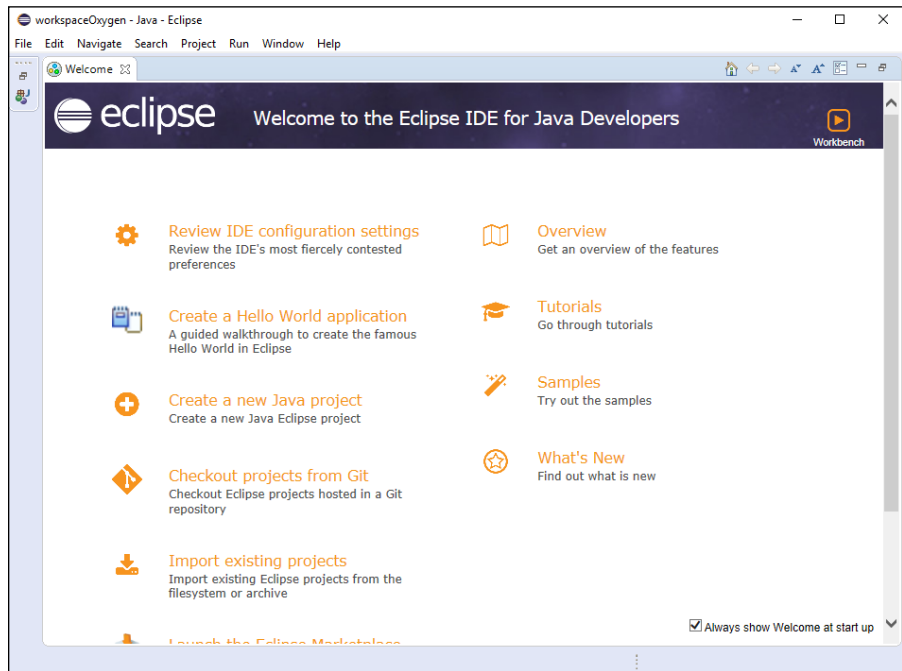 workspaceOxygen - Java - Eclipse
File Edit Navigate Search Project Run Window Help
Welcome
eclipse
Welcome to the Eclipse IDE for Java Developers
Workbench
Review IDE configuration settings
Review the IDE's most fiercely contested
preferences
Create a Hello World application
A guided walkthrough to create the famous
Hello World in Eclipse
Create a new Java project
Create a new Java Eclipse project
Checkout projects from Git
Checkout Eclipse projects hosted in a Git
repository
Import existing projects
Import existing Eclipse projects from the
filesystem or archive
Launch the Eclipse Marketplace
Overview
Get an overview of the features
Tutorials
Go through tutorials
Samples
Try out the samples
What's New
Find out what is new
Always show Welcome at start up